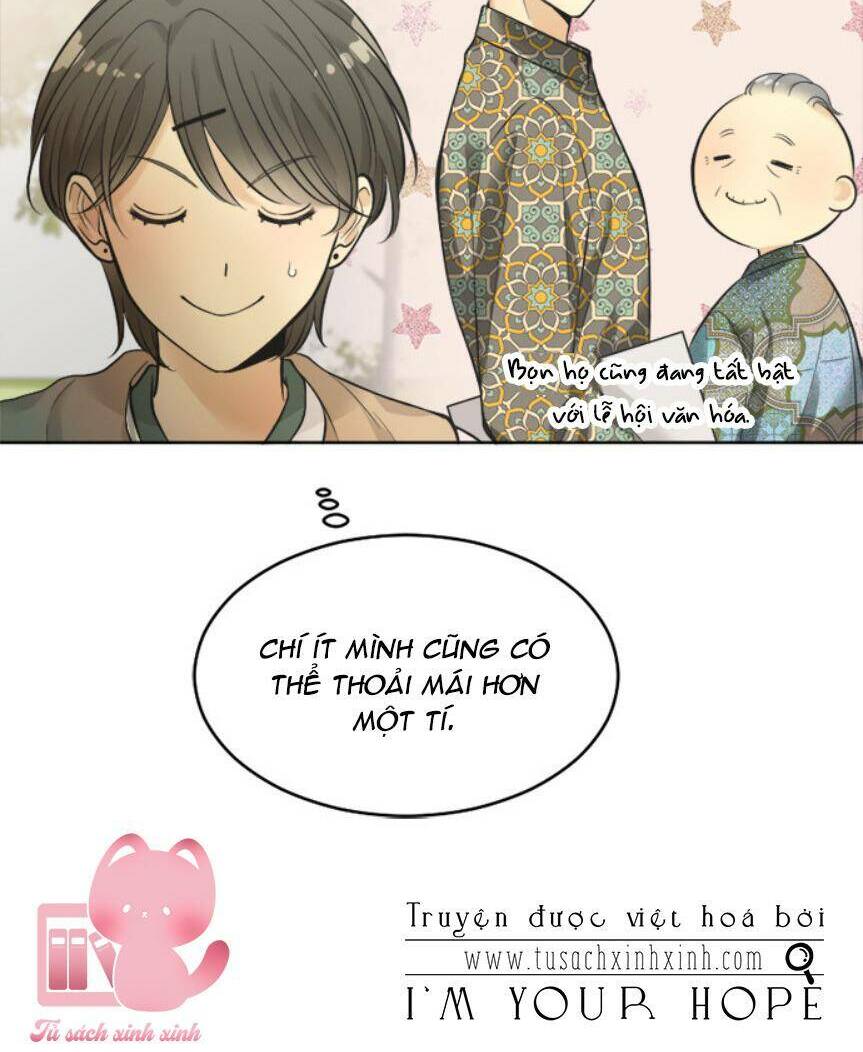 Bọn họ cũng đang tất bật
với lễ hội văn hóa.
CHÍ ÍT MÌNH CŨNG CÓ
THỂ THOẢI MÁI HƠN
MỘT TÍ.
Truyện được việt hoá bởi
www.tusachxinhxinh.com
I'M YOUR HOPE
Tủ sách xinh xinh